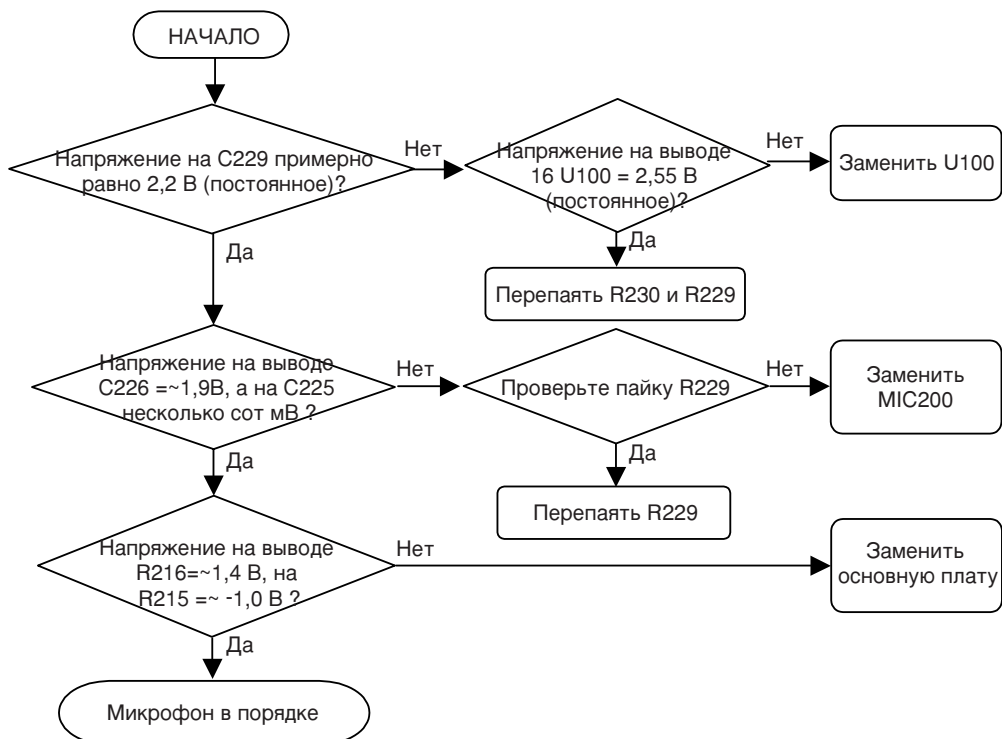 НАЧАЛО
Напряжение на C229 примерно
равно 2,2 В (постоянное)?
Нет
Напряжение на выводе
16 U100 = 2,55 В
(постоянное)?
Нет
Заменить U100
Да
Да
Перепаять R230 и R229
Напряжение на выводе
C226 =~1,9В, а на C225
несколько сот мВ ?
Нет
Проверьте пайку R229
Нет
Заменить
MIC200
Да
Да
Перепаять R229
Напряжение на выводе
R216=~1,4 В, на
R215 =~ -1,0 В ?
Нет
Заменить
основную плату
Да
Микрофон в порядке